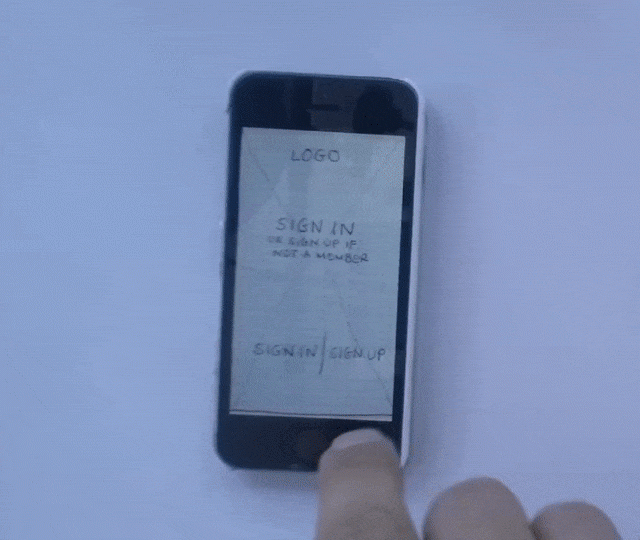 LOGO
SIGN IN
OR SIGN UP IF
NOT A MEMBER
SIGN IN | SIGN UP